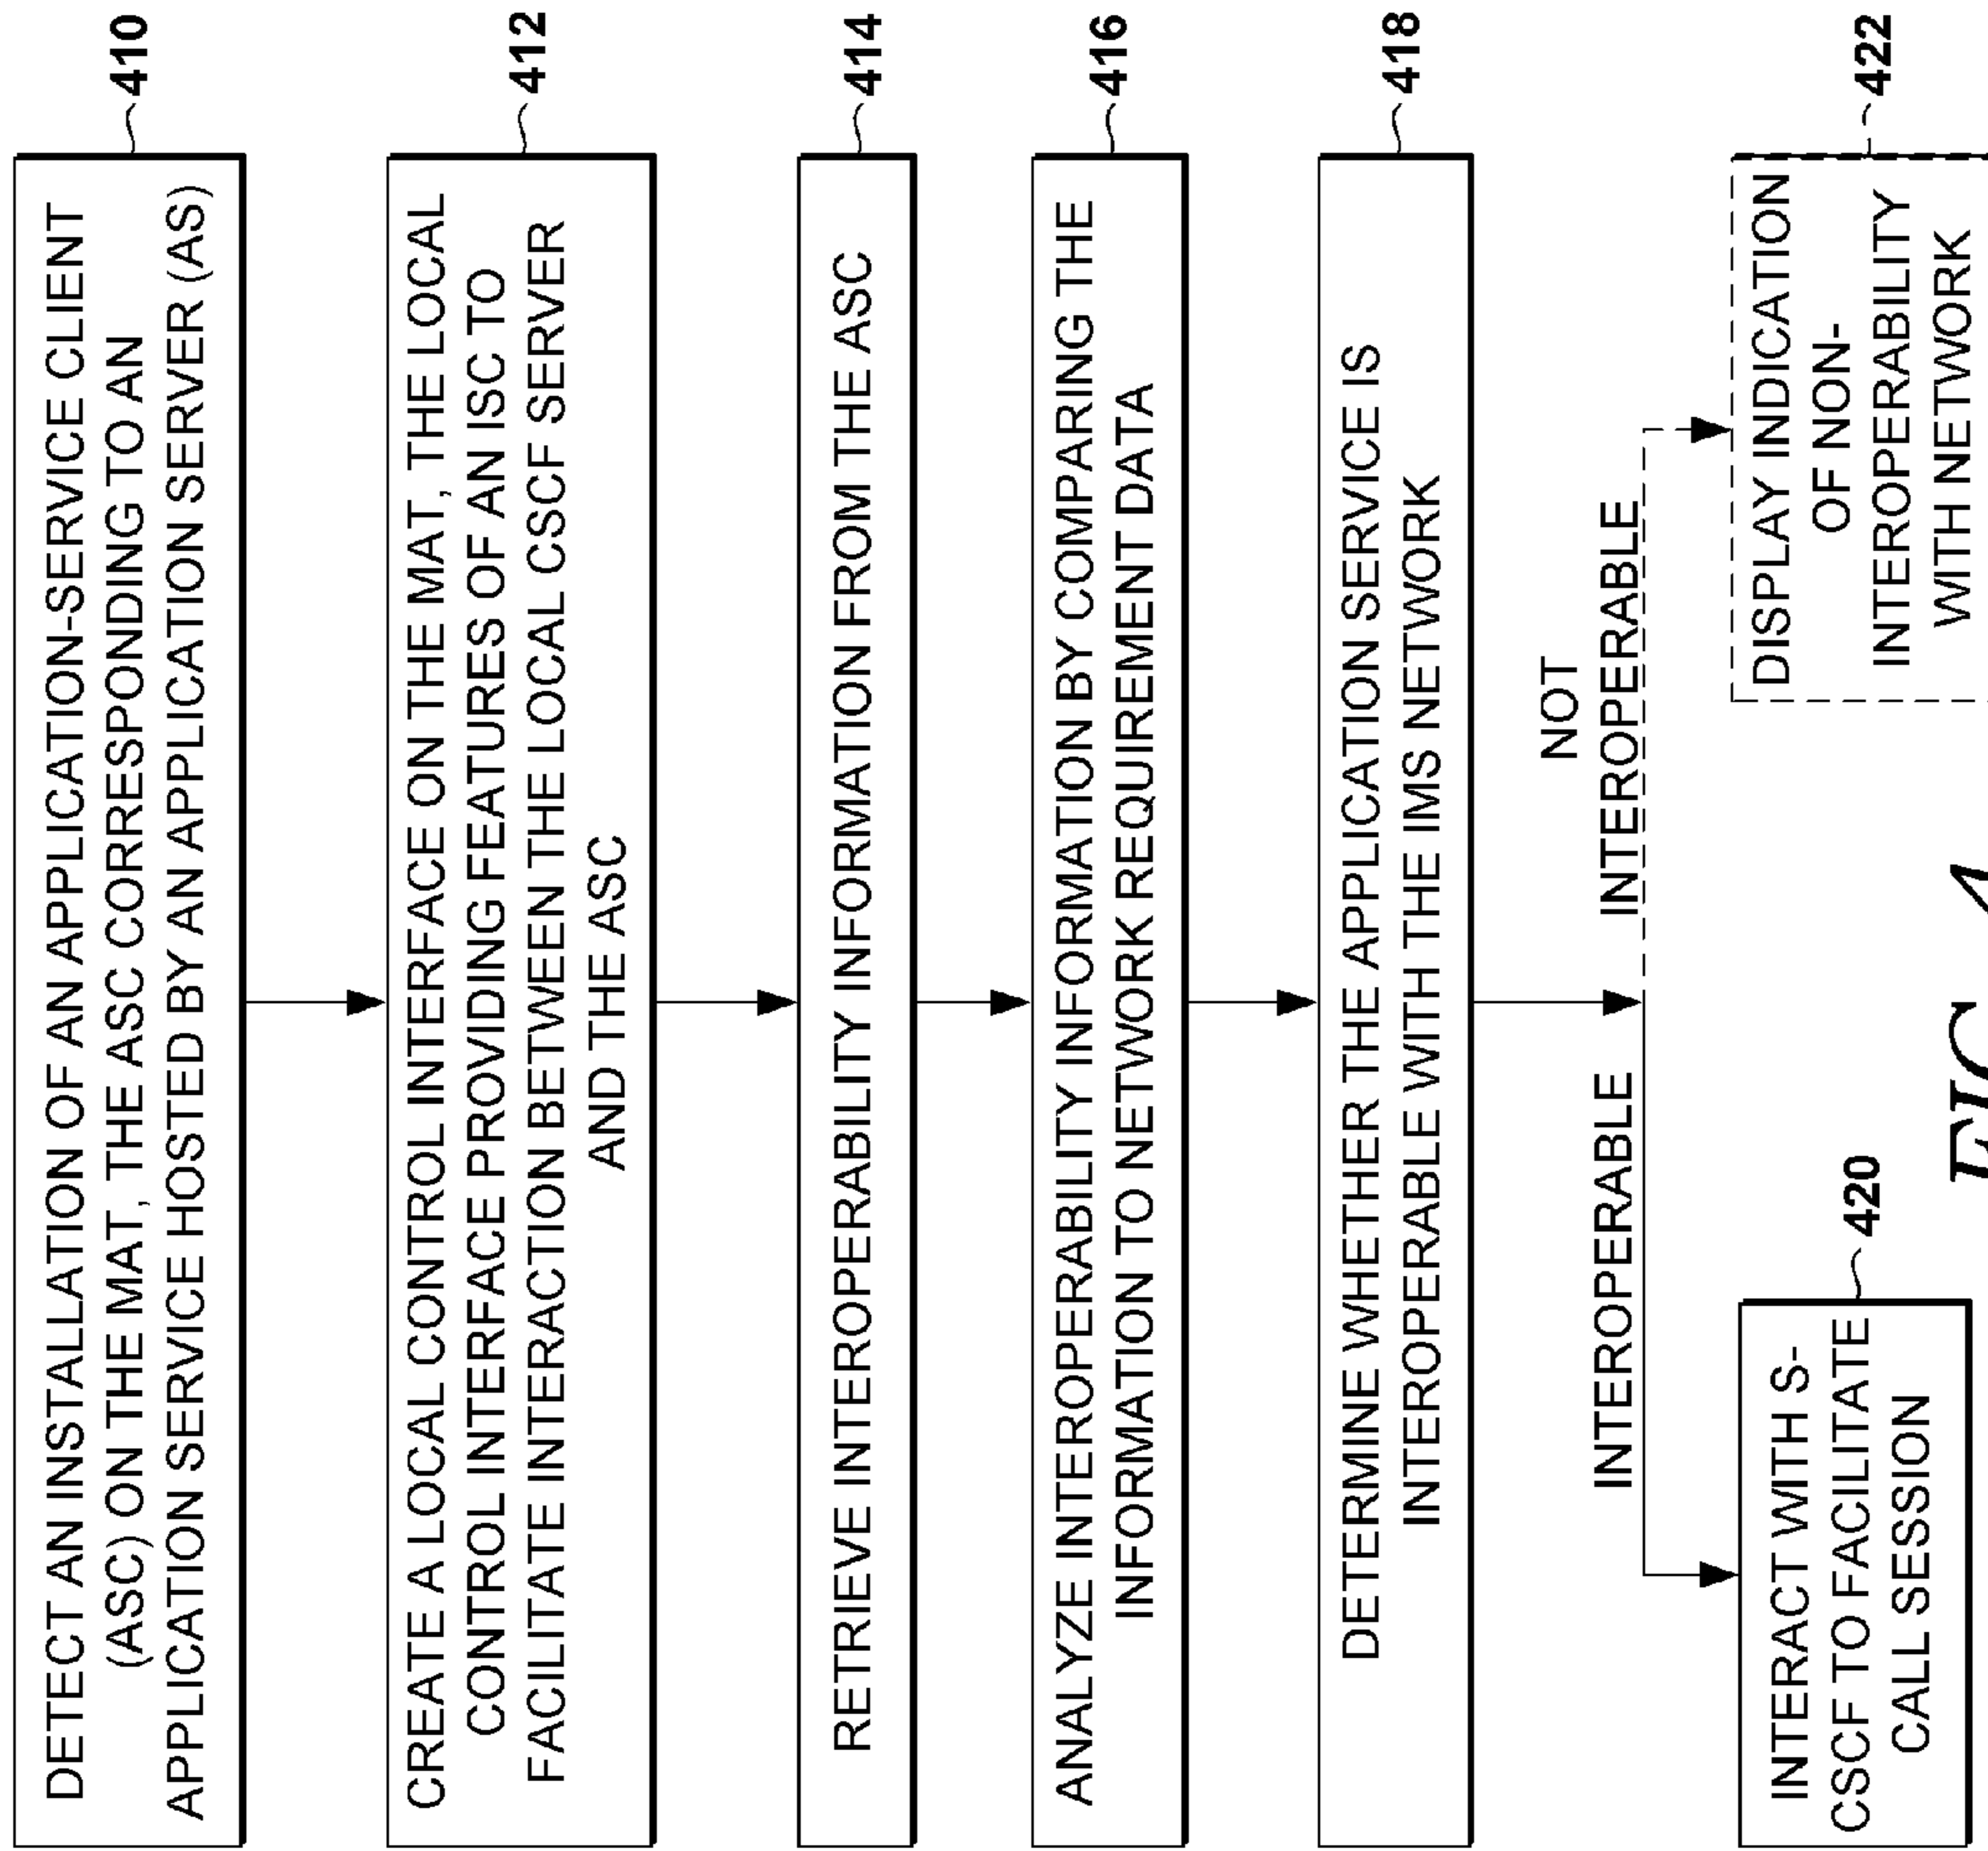 DETECT AN INSTALLATION OF AN APPLICATION-SERVICE CLIENT
(ASC) ON THE MAT, THE ASC CORRESPONDING TO AN
APPLICATION SERVICE HOSTED BY AN APPLICATION SERVER (AS)
410
CREATE A LOCAL CONTROL INTERFACE ON THE MAT, THE LOCAL
CONTROL INTERFACE PROVIDING FEATURES OF AN ISC TO
FACILITATE INTERACTION BETWEEN THE LOCAL CSCF SERVER
AND THE ASC
412
RETRIEVE INTEROPERABILITY INFORMATION FROM THE ASC
414
ANALYZE INTEROPERABILITY INFORMATION BY COMPARING THE
INFORMATION TO NETWORK REQUIREMENT DATA
416
DETERMINE WHETHER THE APPLICATION SERVICE IS
INTEROPERABLE WITH THE IMS NETWORK
418
INTEROPERABLE
NOT
INTEROPERABLE
INTERACT WITH S-
CSCF TO FACILITATE
CALL SESSION
420
DISPLAY INDICATION
OF NON-
INTEROPERABILITY
WITH NETWORK
422